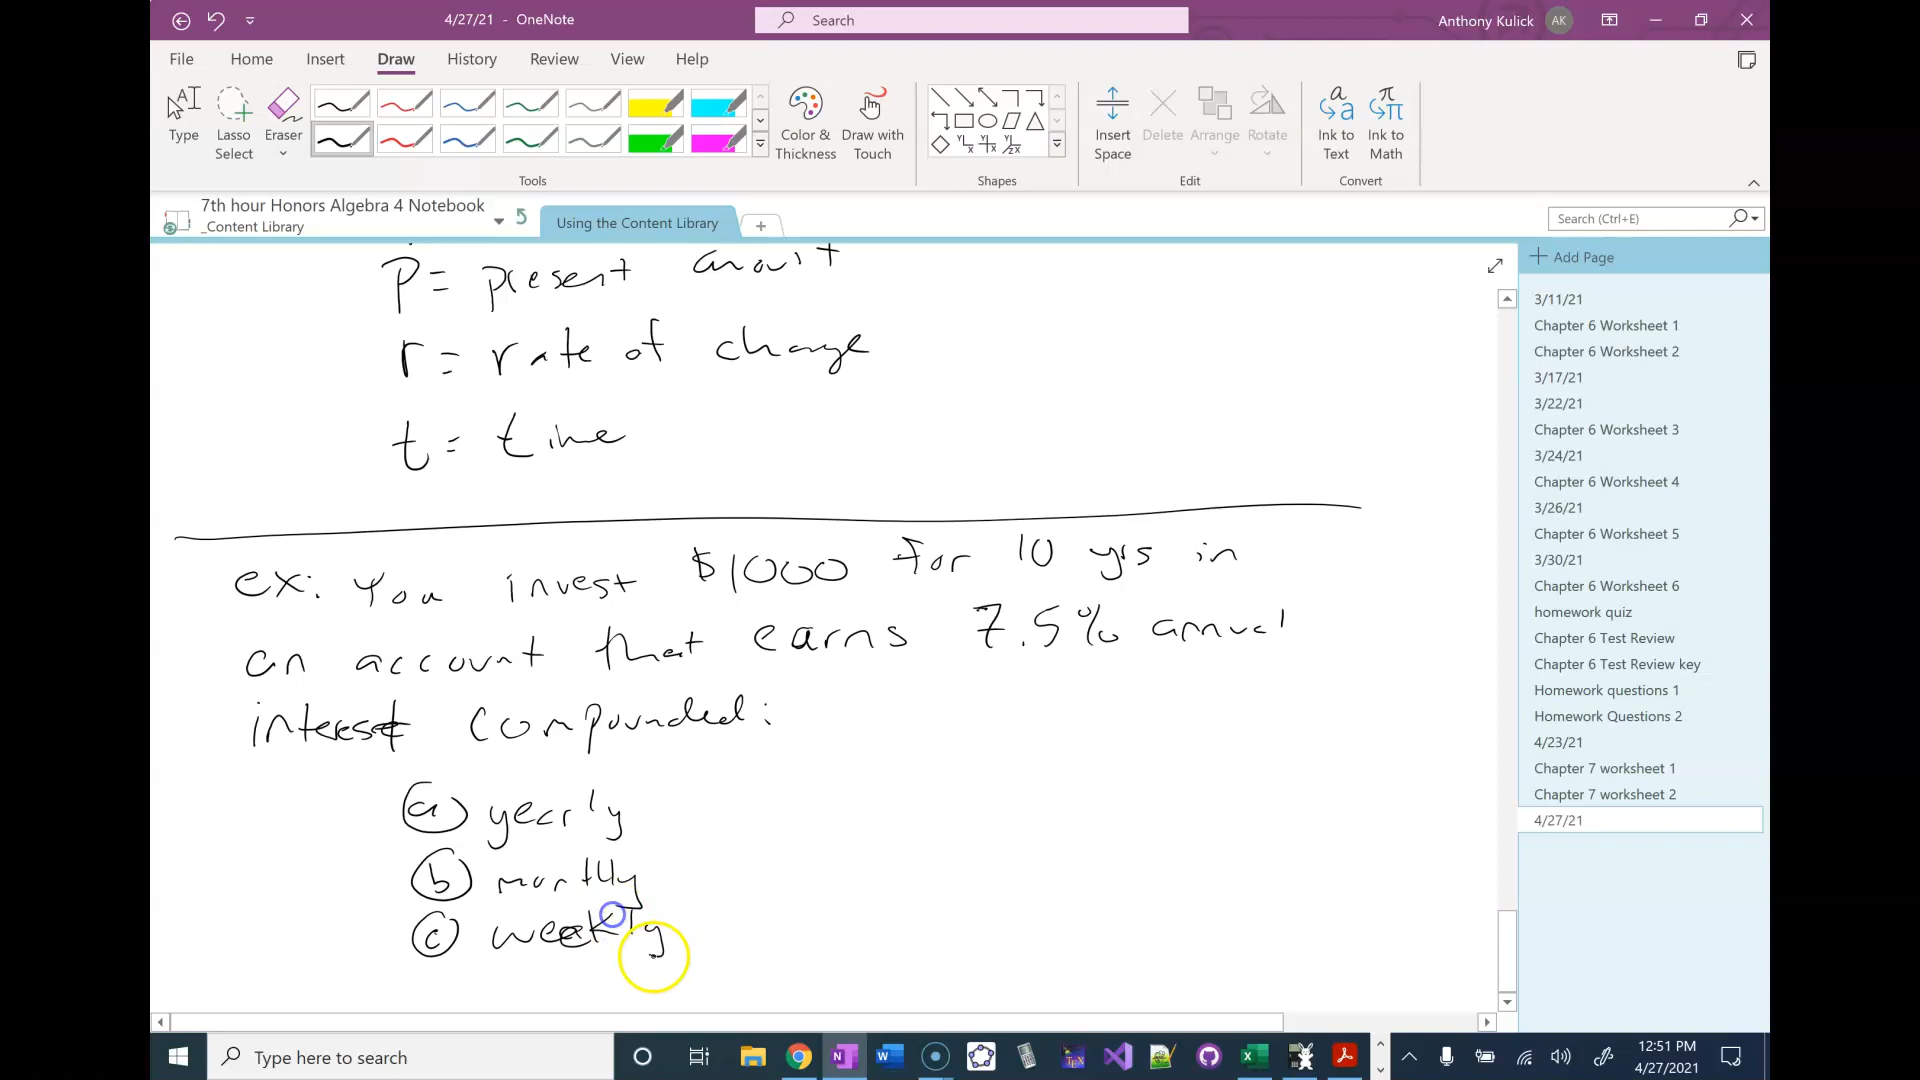 4/27/21 - OneNote
Search
Anthony Kulick
AK
File Home Insert Draw History Review View Help
Type
Lasso Select
Eraser
Color & Thickness
Draw with Touch
Insert Space
Delete
Arrange
Rotate
Ink to Text
Ink to Math
Tools
Shapes
Edit
Convert
7th hour Honors Algebra 4 Notebook
_Content Library
Using the Content Library
Search (Ctrl+E)
P = present amount
r = rate of change
t = time
ex: You invest $1000 for 10 yrs in
an account that earns 7.5% annual
interest compounded:
(a) yearly
(b) monthly
(c) weekly
Add Page
3/11/21
Chapter 6 Worksheet 1
Chapter 6 Worksheet 2
3/17/21
3/22/21
Chapter 6 Worksheet 3
3/24/21
Chapter 6 Worksheet 4
3/26/21
Chapter 6 Worksheet 5
3/30/21
Chapter 6 Worksheet 6
homework quiz
Chapter 6 Test Review
Chapter 6 Test Review key
Homework questions 1
Homework Questions 2
4/23/21
Chapter 7 worksheet 1
Chapter 7 worksheet 2
4/27/21
Type here to search
12:51 PM
4/27/2021